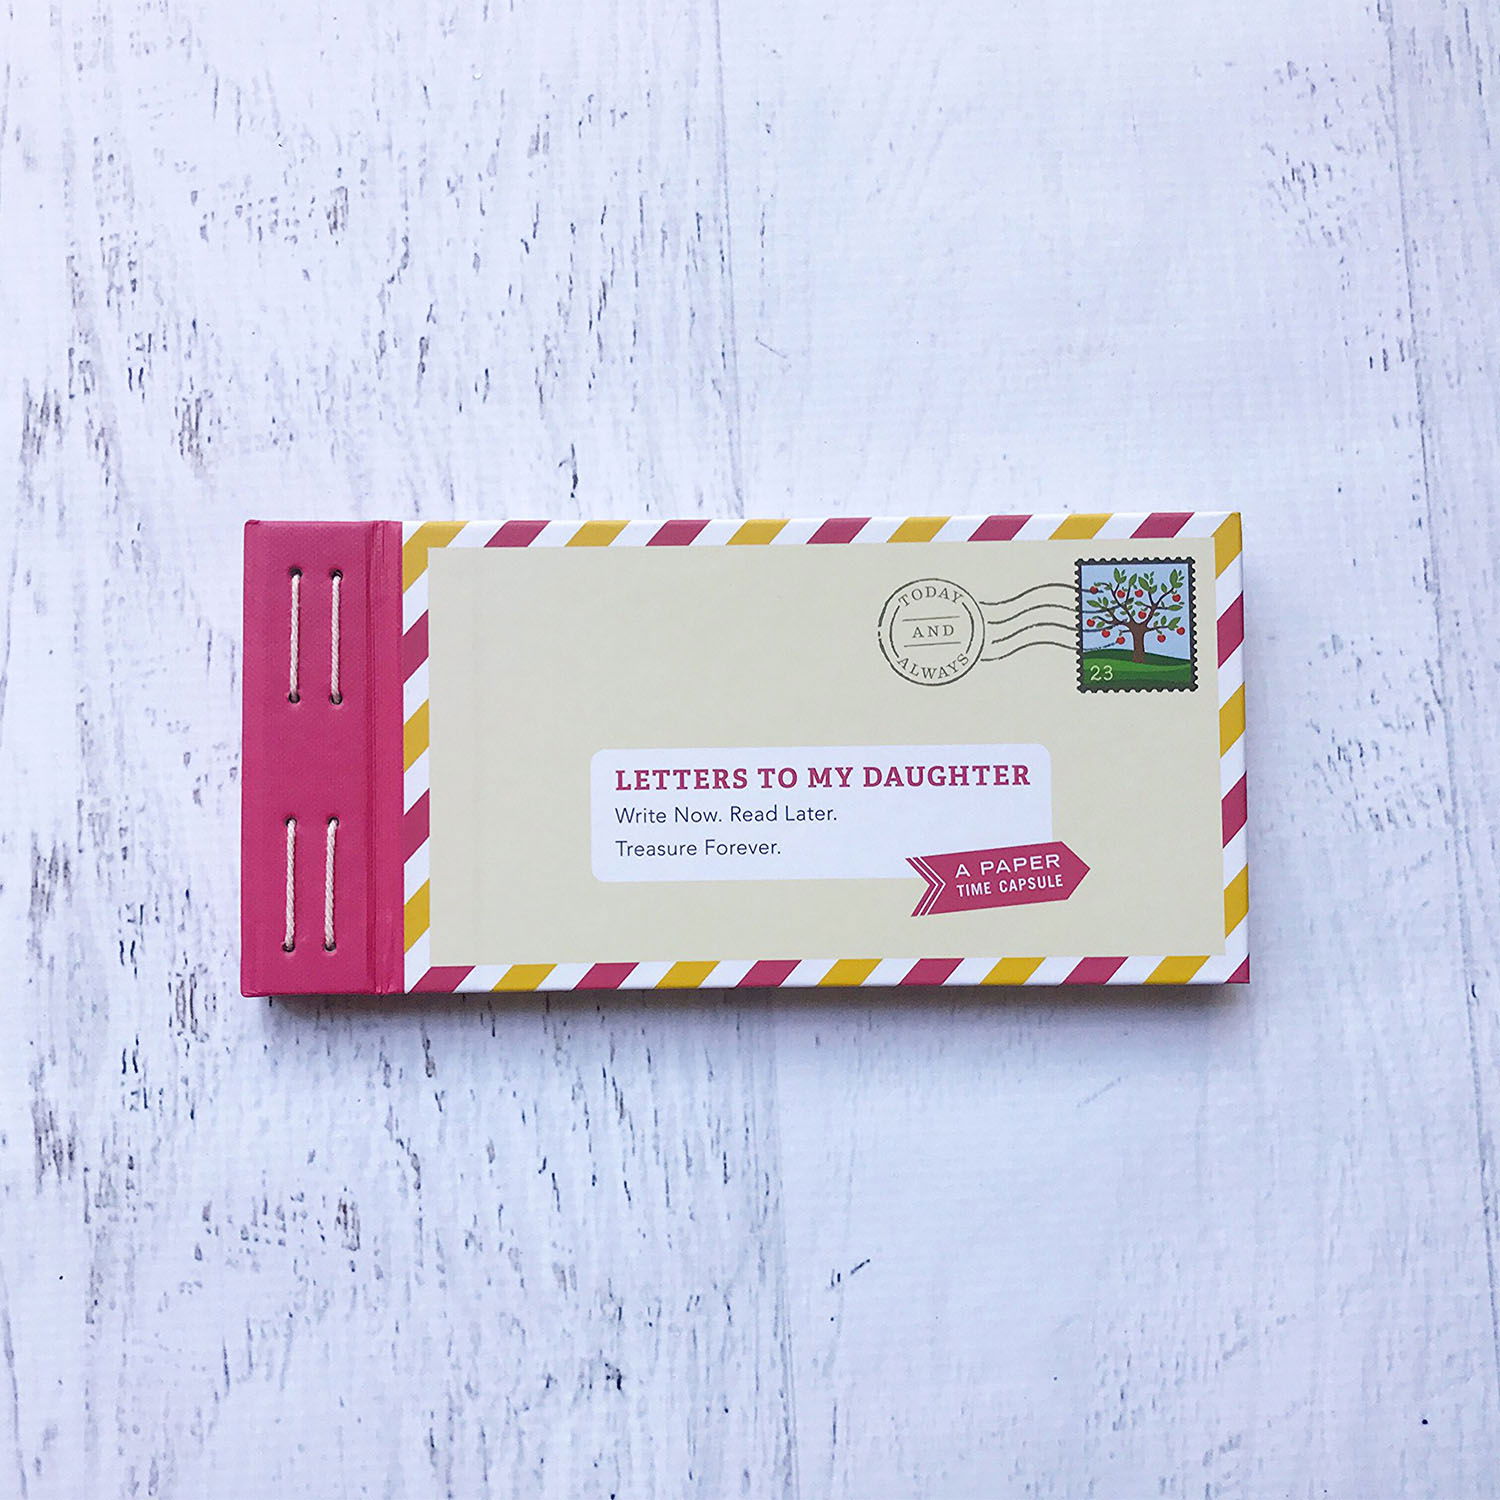 TODAY
AND
ALWAYS
23
LETTERS TO MY DAUGHTER
Write Now. Read Later.
Treasure Forever.
A PAPER
TIME CAPSULE